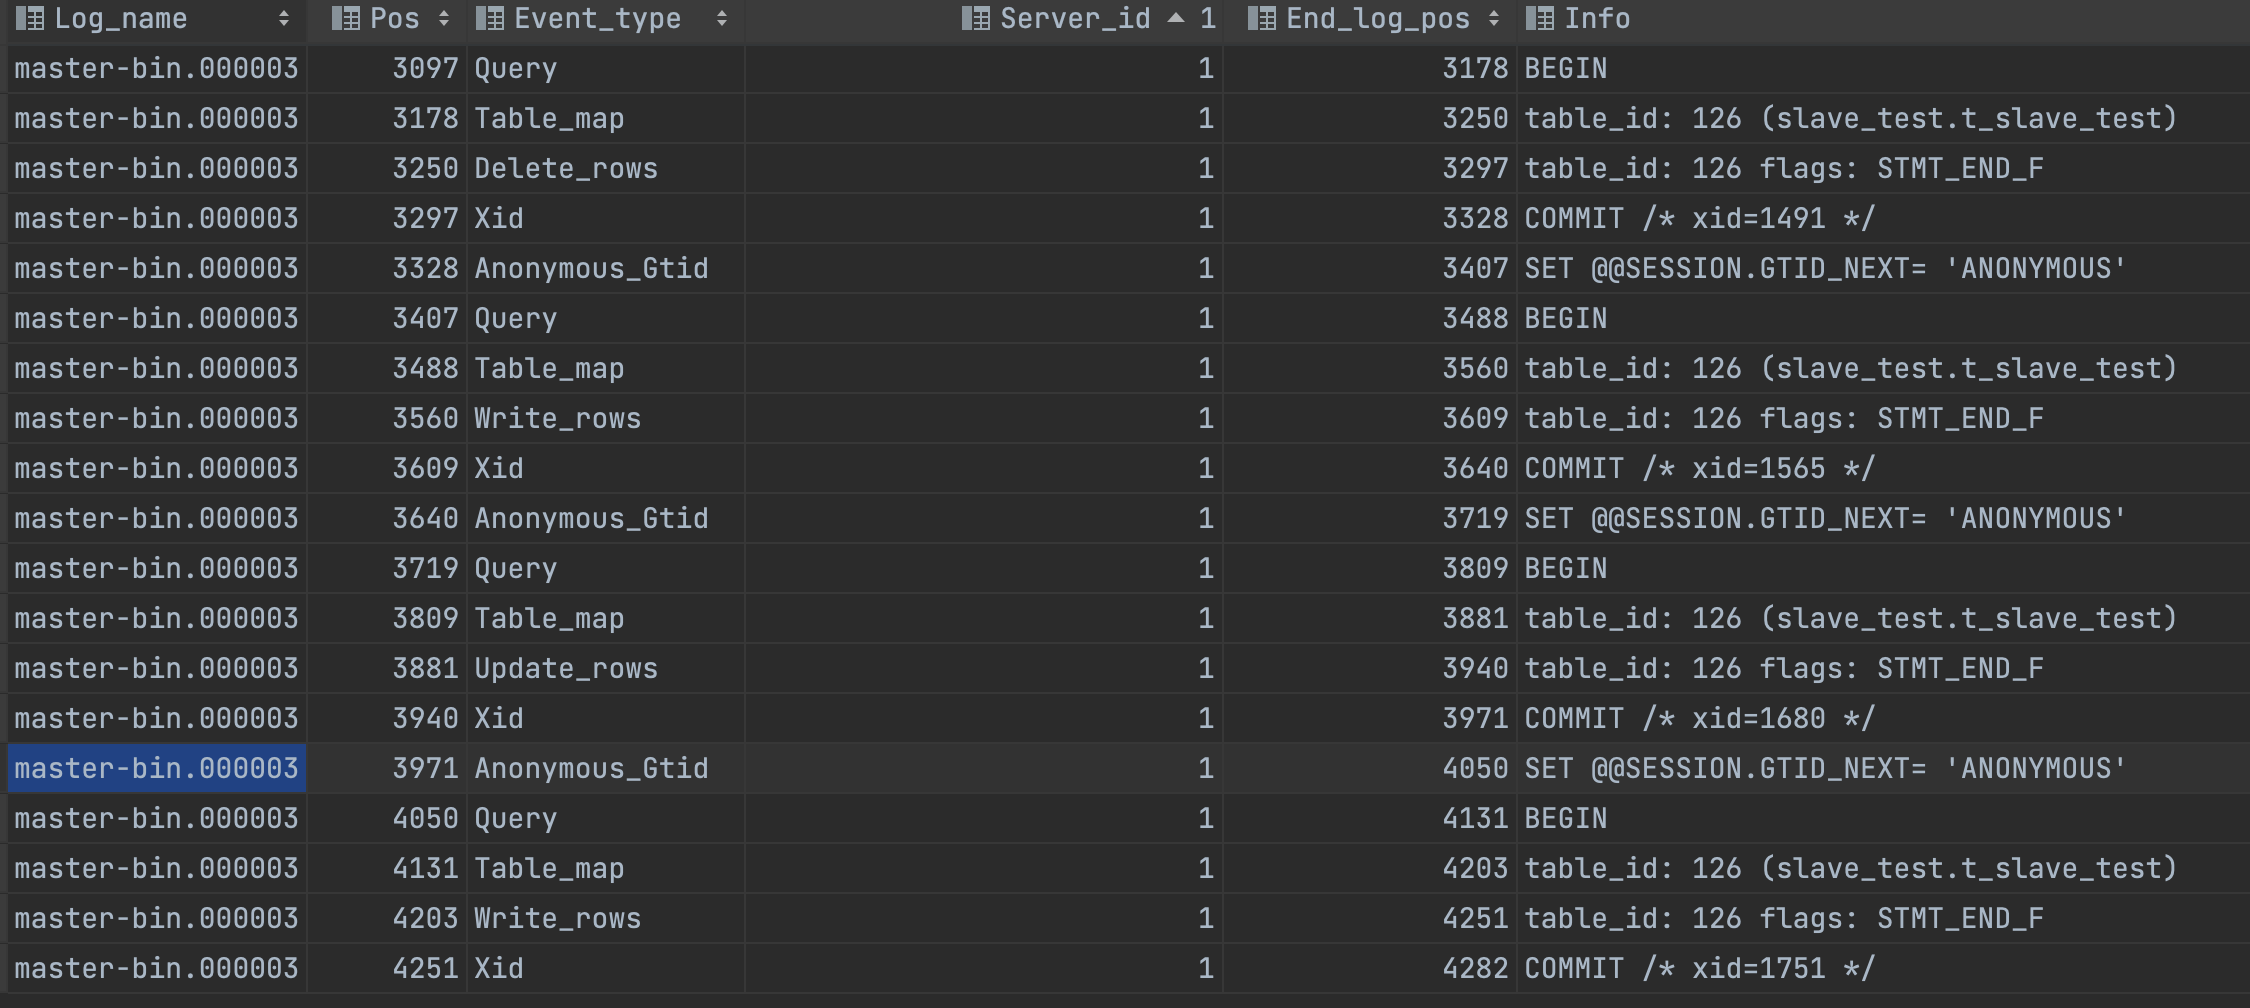 Log_name Pos Event_type Server_id 1 End_log_pos Info
master-bin.000003 3097 Query 1 3178 BEGIN
master-bin.000003 3178 Table_map 1 3250 table_id: 126 (slave_test.t_slave_test)
master-bin.000003 3250 Delete_rows 1 3297 table_id: 126 flags: STMT_END_F
master-bin.000003 3297 Xid 1 3328 COMMIT /* xid=1491 */
master-bin.000003 3328 Anonymous_Gtid 1 3407 SET @@SESSION.GTID_NEXT= 'ANONYMOUS'
master-bin.000003 3407 Query 1 3488 BEGIN
master-bin.000003 3488 Table_map 1 3560 table_id: 126 (slave_test.t_slave_test)
master-bin.000003 3560 Write_rows 1 3609 table_id: 126 flags: STMT_END_F
master-bin.000003 3609 Xid 1 3640 COMMIT /* xid=1565 */
master-bin.000003 3640 Anonymous_Gtid 1 3719 SET @@SESSION.GTID_NEXT= 'ANONYMOUS'
master-bin.000003 3719 Query 1 3809 BEGIN
master-bin.000003 3809 Table_map 1 3881 table_id: 126 (slave_test.t_slave_test)
master-bin.000003 3881 Update_rows 1 3940 table_id: 126 flags: STMT_END_F
master-bin.000003 3940 Xid 1 3971 COMMIT /* xid=1680 */
master-bin.000003 3971 Anonymous_Gtid 1 4050 SET @@SESSION.GTID_NEXT= 'ANONYMOUS'
master-bin.000003 4050 Query 1 4131 BEGIN
master-bin.000003 4131 Table_map 1 4203 table_id: 126 (slave_test.t_slave_test)
master-bin.000003 4203 Write_rows 1 4251 table_id: 126 flags: STMT_END_F
master-bin.000003 4251 Xid 1 4282 COMMIT /* xid=1751 */